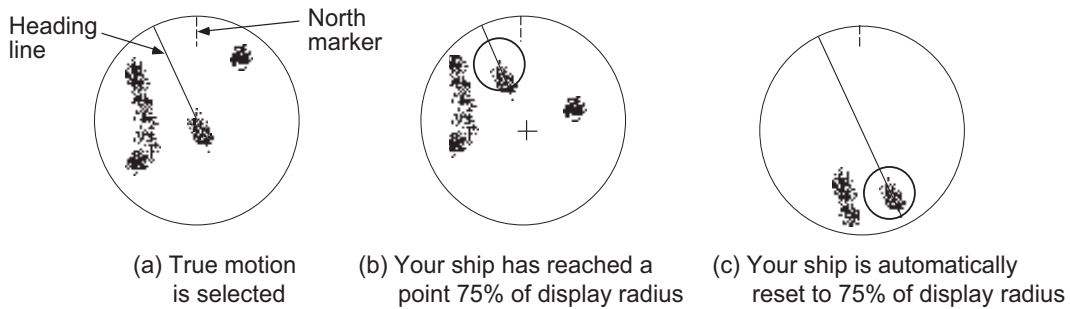 Heading
line
North
marker
(a) True motion
is selected
(b) Your ship has reached a
point 75% of display radius
(c) Your ship is automatically
reset to 75% of display radius